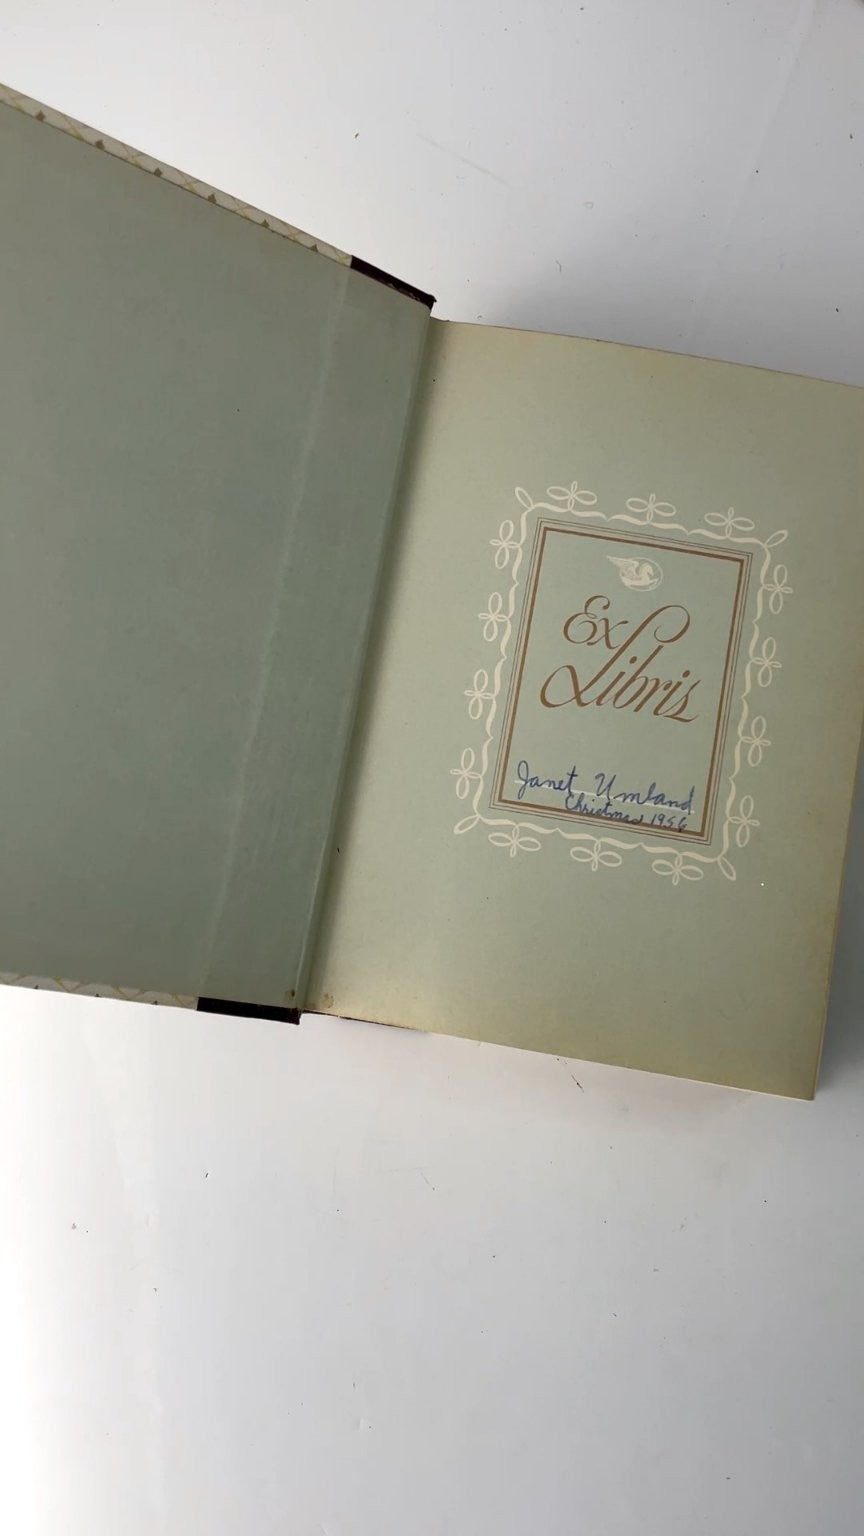 Ex
Libris
Janet Umland
Christmas 1956